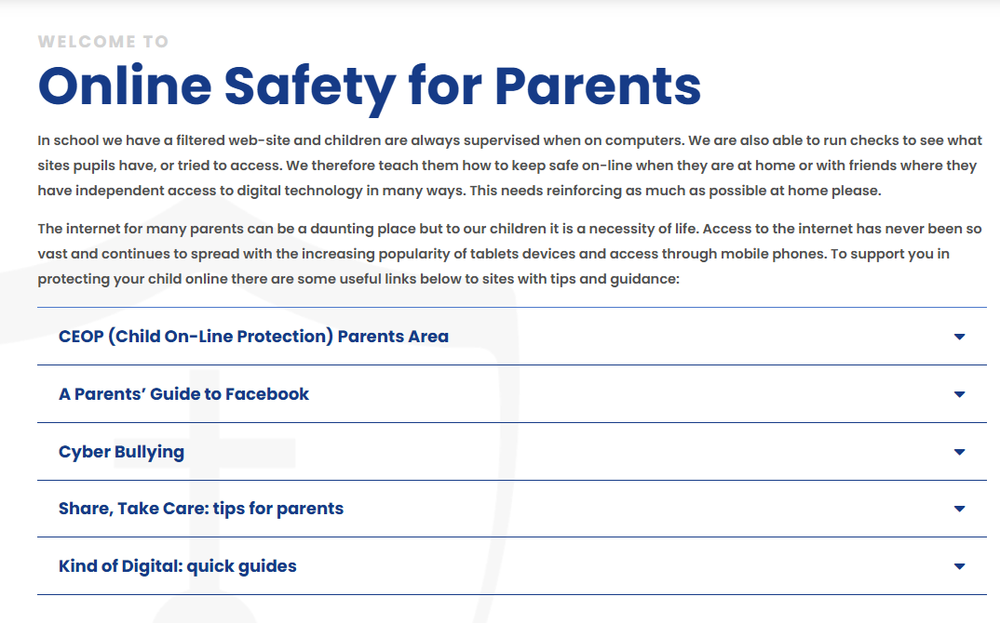 WELCOME TO
Online Safety for Parents
In school we have a filtered web-site and children are always supervised when on computers. We are also able to run checks to see what
sites pupils have, or tried to access. We therefore teach them how to keep safe on-line when they are at home or with friends where they
have independent access to digital technology in many ways. This needs reinforcing as much as possible at home please.
The internet for many parents can be a daunting place but to our children it is a necessity of life. Access to the internet has never been so
vast and continues to spread with the increasing popularity of tablets devices and access through mobile phones. To support you in
protecting your child online there are some useful links below to sites with tips and guidance:
CEOP (Child On-Line Protection) Parents Area
A Parents’ Guide to Facebook
Cyber Bullying
Share, Take Care: tips for parents
Kind of Digital: quick guides